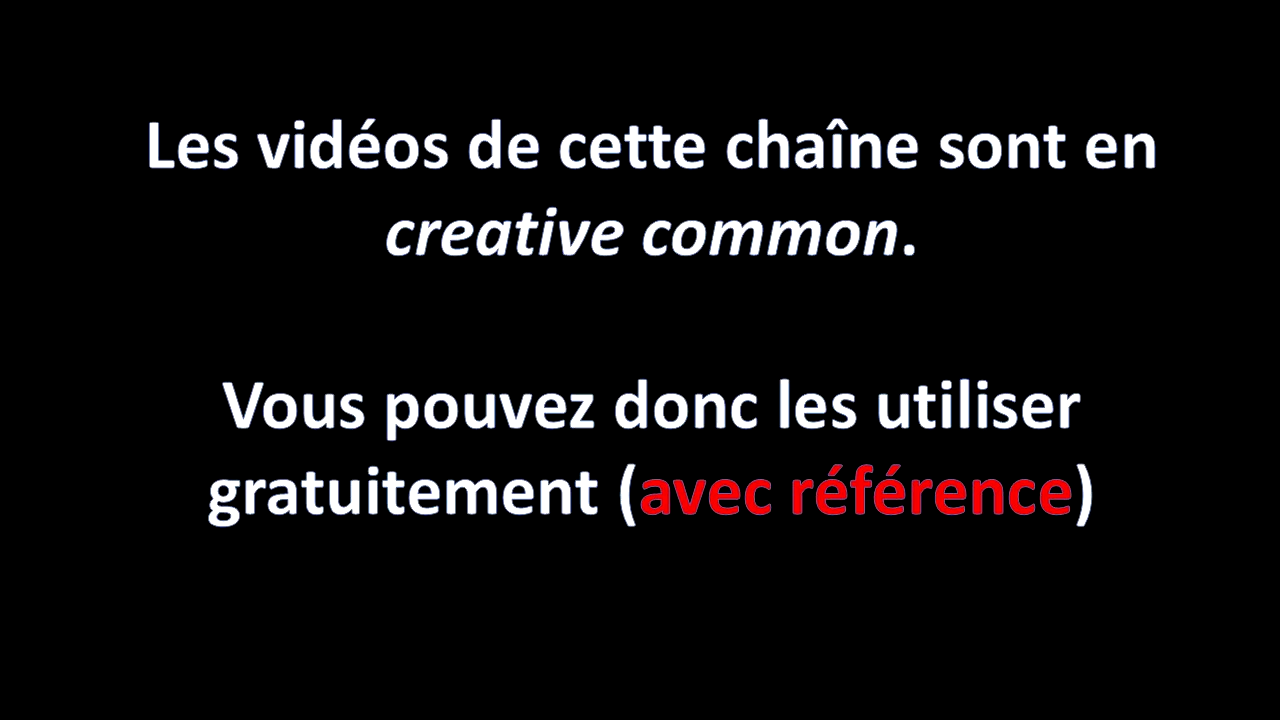 Les vidéos de cette chaîne sont en
creative common.
Vous pouvez donc les utiliser
gratuitement (avec référence)